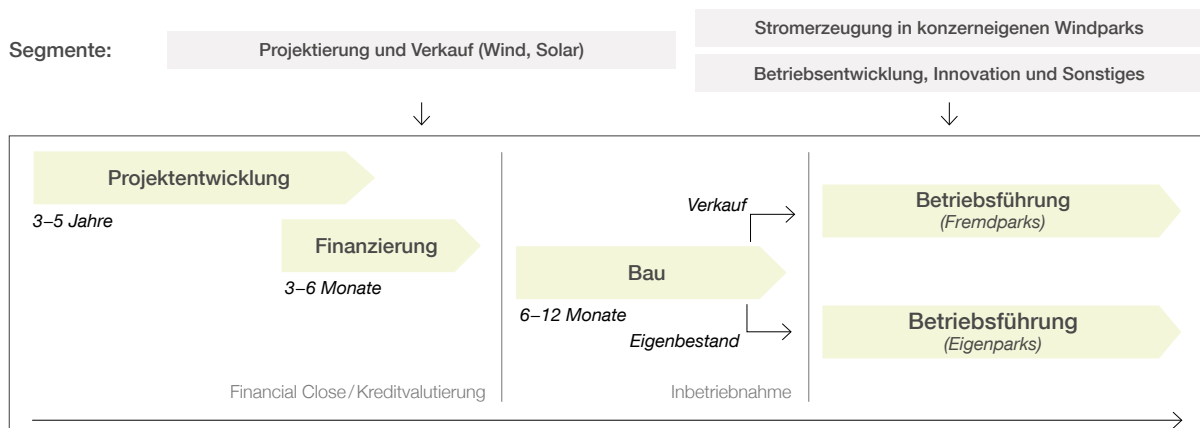 Segmente:
Projektierung und Verkauf (Wind, Solar)
Stromerzeugung in konzerneigenen Windparks
Betriebsentwicklung, Innovation und Sonstiges
Projektentwicklung
3–5 Jahre
Finanzierung
3–6 Monate
Bau
6–12 Monate
Verkauf
Eigenbestand
Betriebsführung
(Fremdparks)
Betriebsführung
(Eigenparks)
Financial Close/Kreditvalutierung
Inbetriebnahme